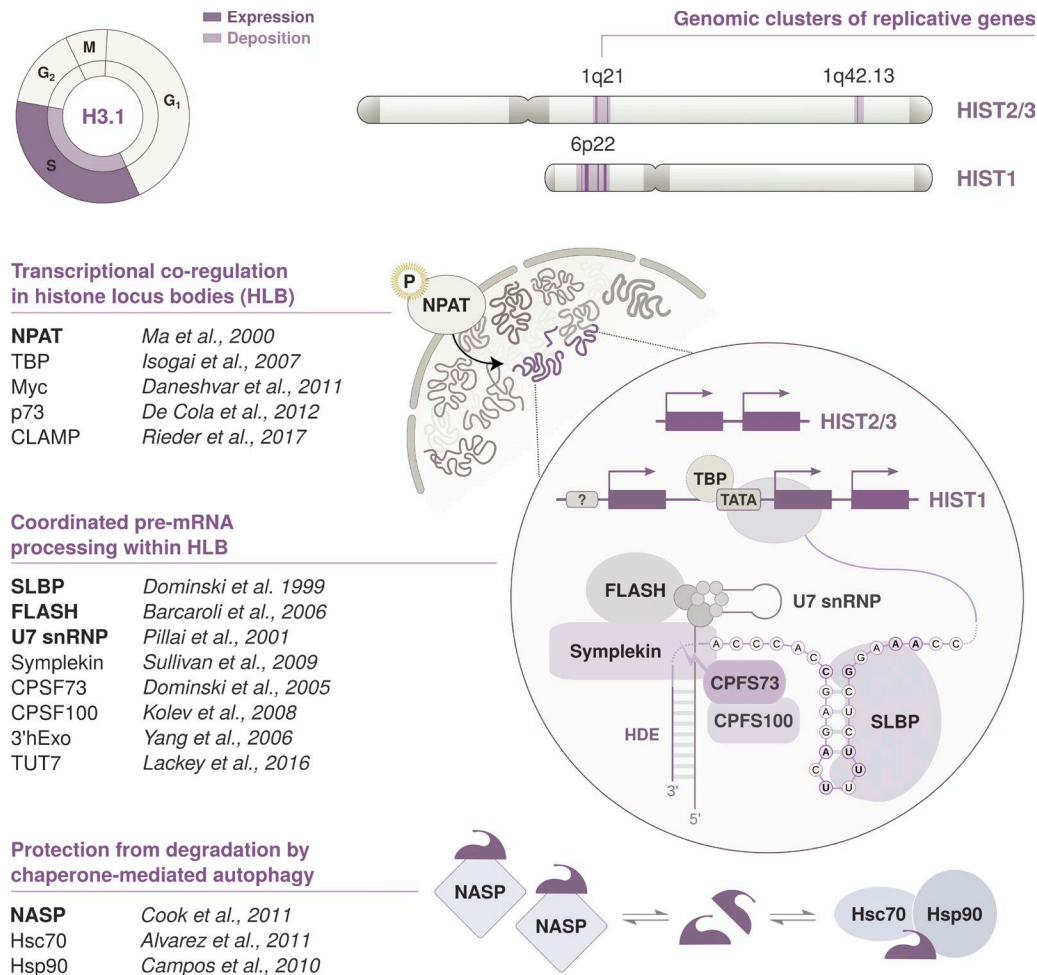 Expression
Deposition
M
G2
G1
H3.1
S
Genomic clusters of replicative genes
1q21
1q42.13
HIST2/3
6p22
HIST1
Transcriptional co-regulation
in histone locus bodies (HLB)
NPAT Ma et al., 2000
TBP Isogai et al., 2007
Myc Daneshvar et al., 2011
p73 De Cola et al., 2012
CLAMP Rieder et al., 2017
P
NPAT
HIST2/3
TBP
?
TATA
HIST1
Coordinated pre-mRNA
processing within HLB
SLBP Dominski et al. 1999
FLASH Barcaroli et al., 2006
U7 snRNP Pillai et al., 2001
Symplekin Sullivan et al., 2009
CPSF73 Dominski et al., 2005
CPSF100 Kolev et al., 2008
3'hExo Yang et al., 2006
TUT7 Lackey et al., 2016
FLASH
U7 snRNP
Symplekin
A C C C A C C G G A A A C C
CPFS73
CPFS100
G C
A U
G C
A U
C U
U U
SLBP
HDE
3'
5'
Protection from degradation by
chaperone-mediated autophagy
NASP Cook et al., 2011
Hsc70 Alvarez et al., 2011
Hsp90 Campos et al., 2010
NASP
NASP
Hsc70
Hsp90